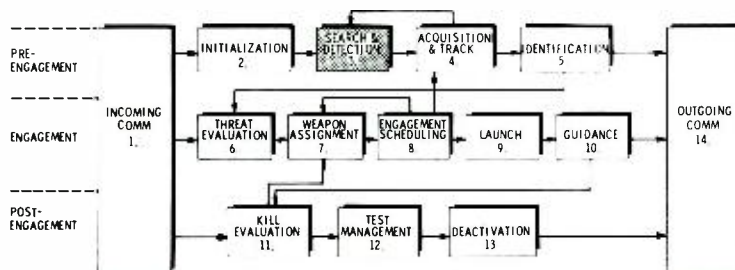 PRE-
ENGAGEMENT
ENGAGEMENT
POST-
ENGAGEMENT
INCOMING
COMM
1.
INITIALIZATION
2.
SEARCH &
DETECTION
3.
ACQUISITION
& TRACK
4
IDENTIFICATION
5
THREAT
EVALUATION
6
WEAPON
ASSIGNMENT
7
ENGAGEMENT
SCHEDULING
8
LAUNCH
9.
GUIDANCE
10
KILL
EVALUATION
11.
TEST
MANAGEMENT
12
DEACTIVATION
13
OUTGOING
COMM
14.